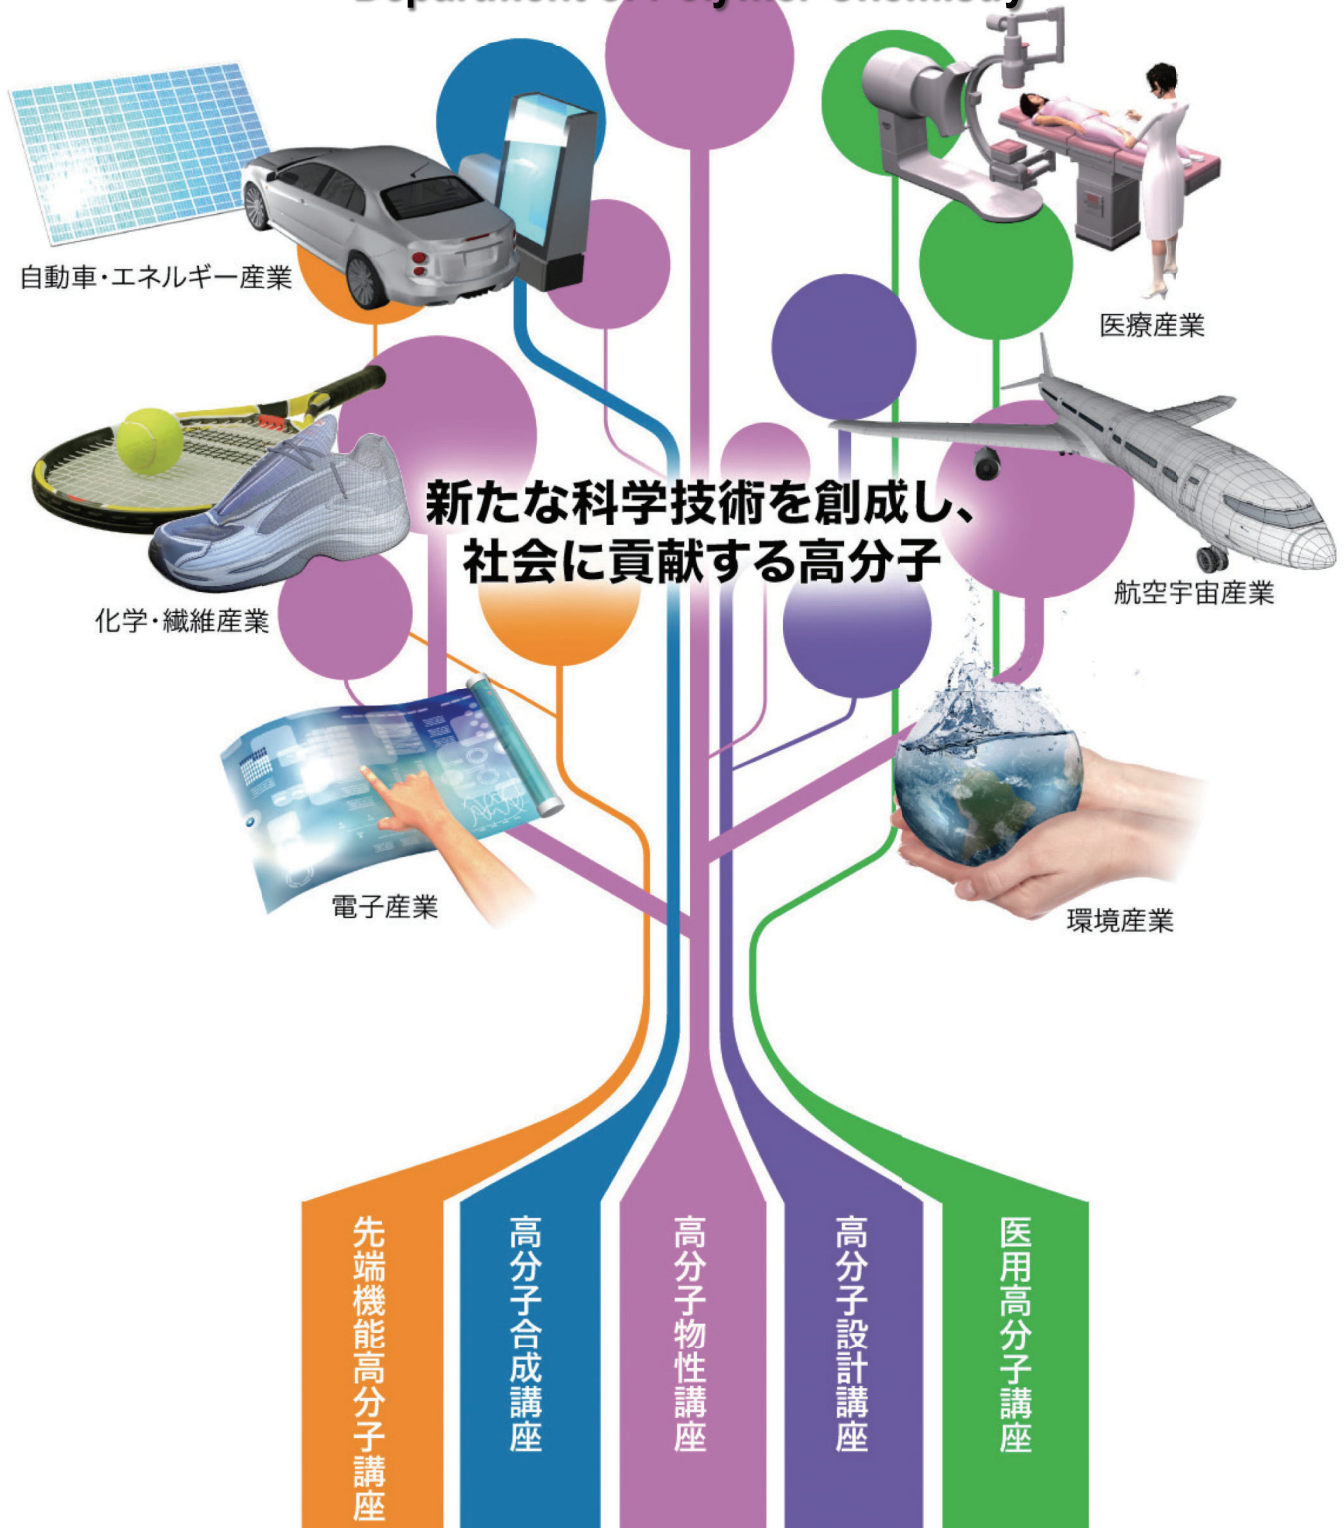 Department of Polymer Chemistry
自動車・エネルギー産業
医療産業
新たな科学技術を創成し、
社会に貢献する高分子
化学・繊維産業
航空宇宙産業
電子産業
環境産業
先端機能高分子講座
高分子合成講座
高分子物性講座
高分子設計講座
医用高分子講座